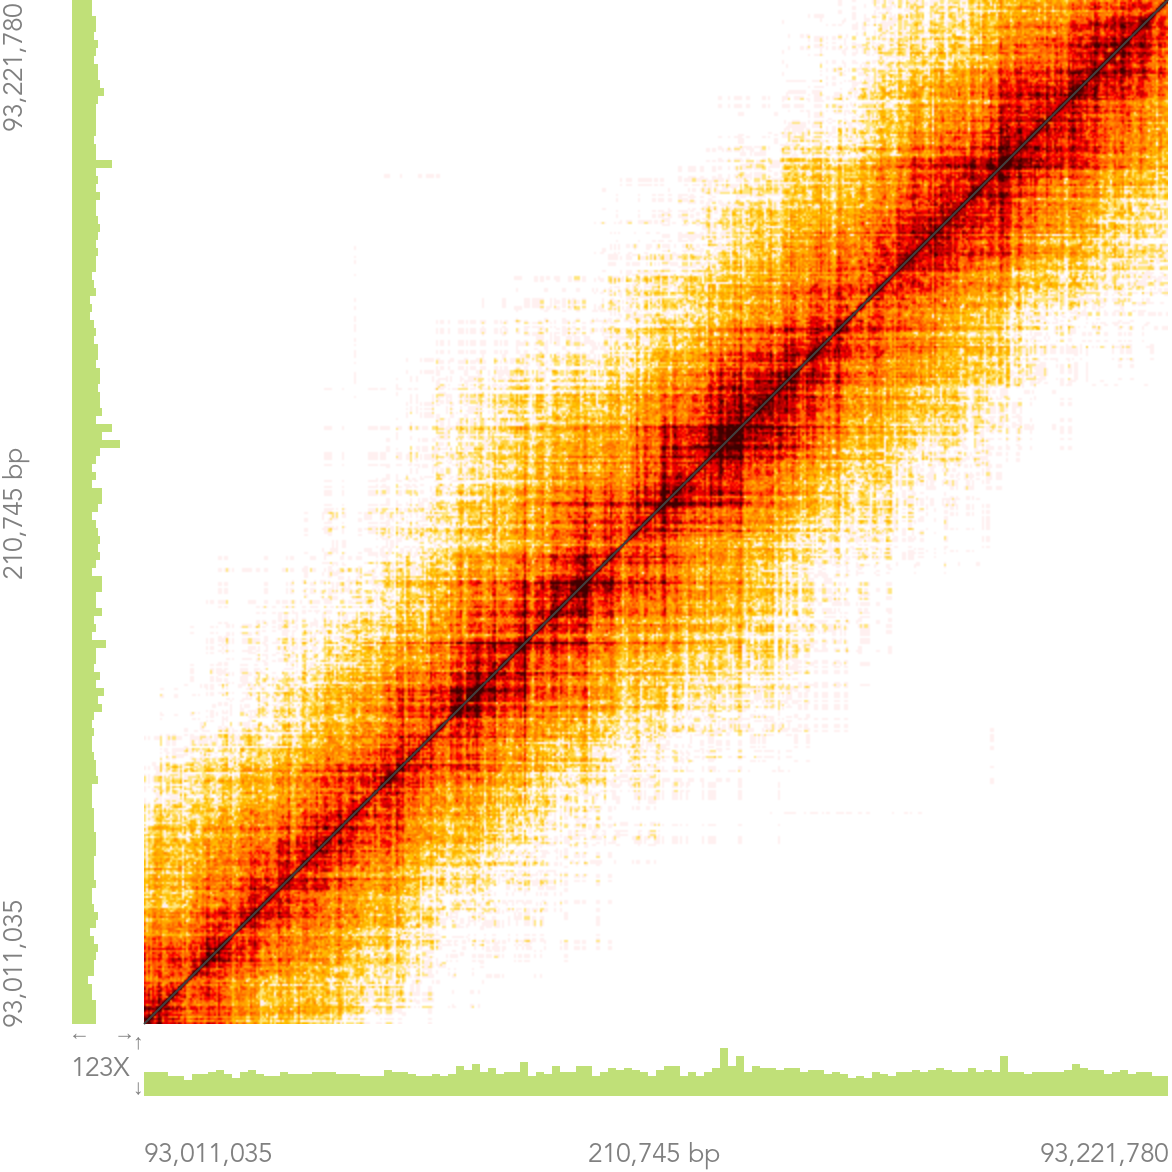 93,221,780
210,745 bp
93,011,035
← →
↑
123X
↓
93,011,035 210,745 bp 93,221,780